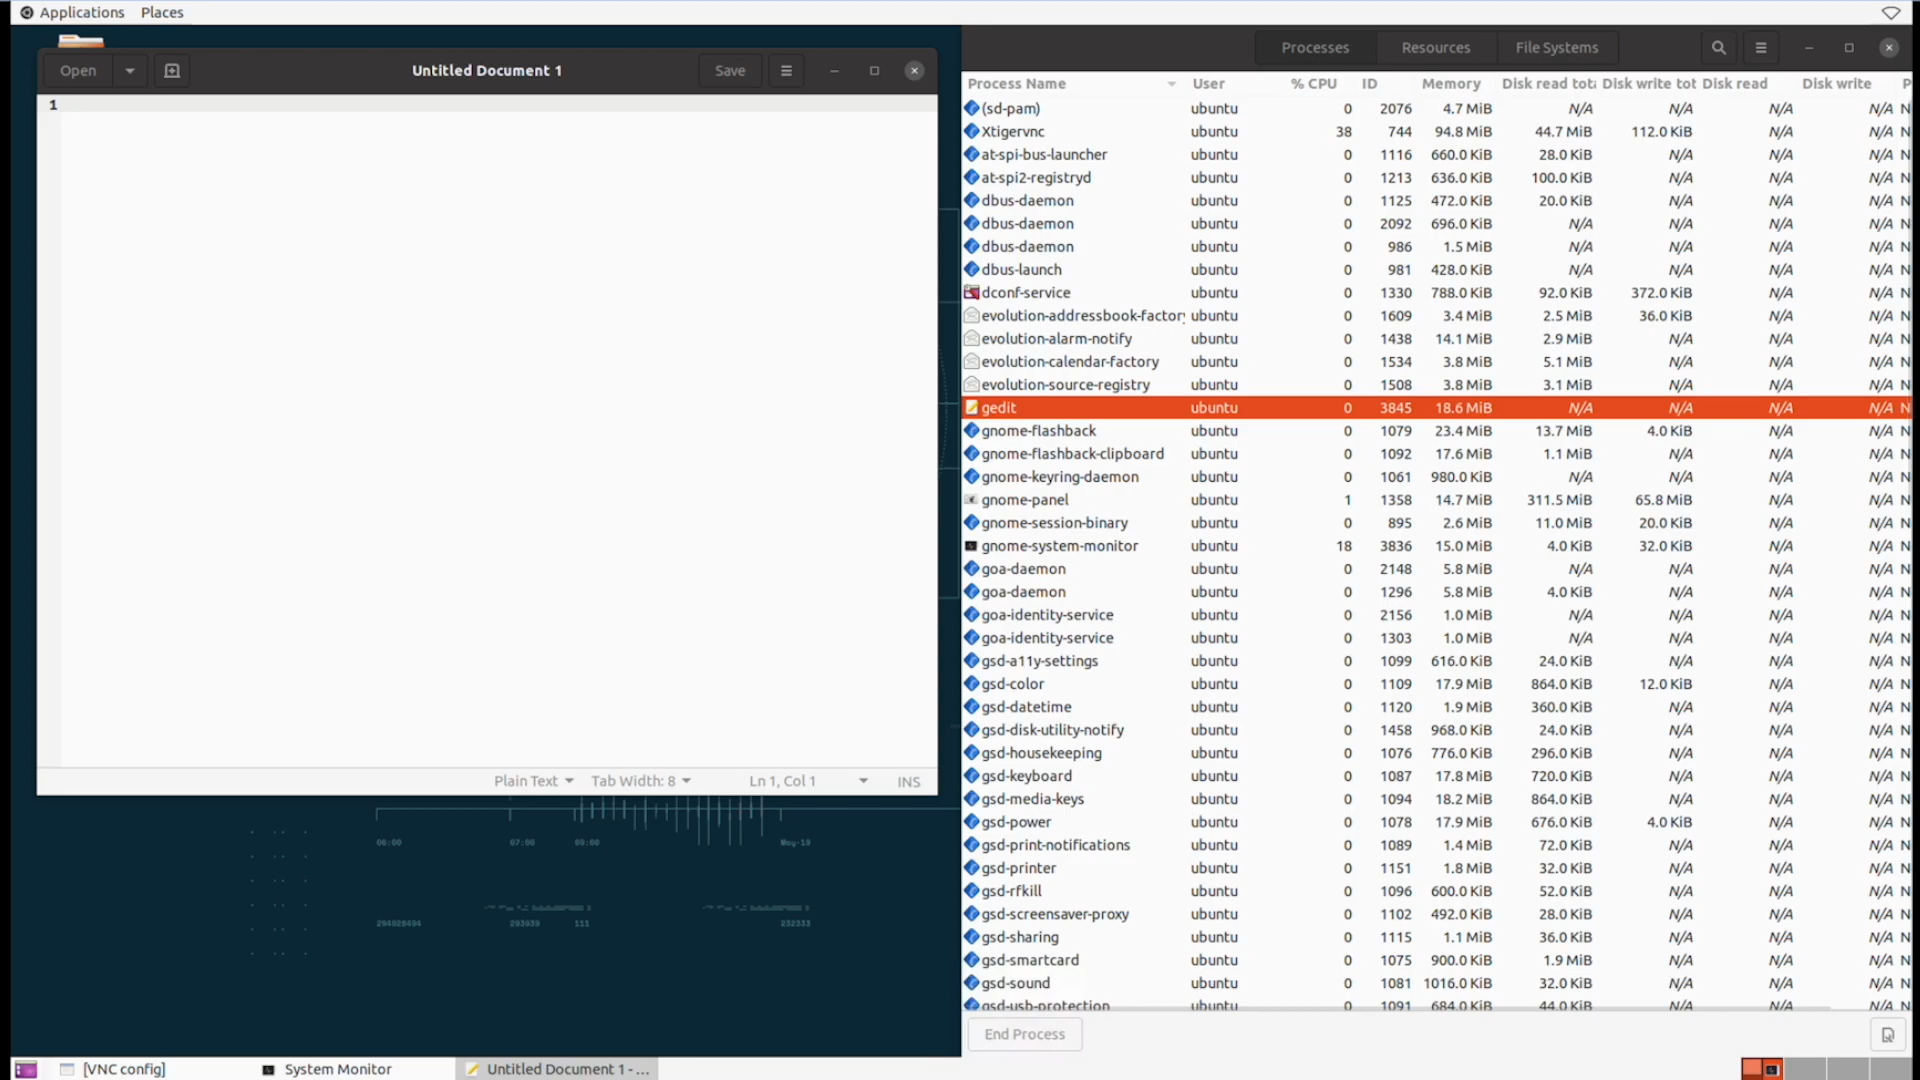 Applications Places
Open Untitled Document 1 Save
1
Plain Text Tab Width: 8 Ln 1, Col 1 INS
06:00 07:00 09:00 May-19
293939 111 232333
Processes Resources File Systems
Process Name User % CPU ID Memory Disk read tota Disk write tot Disk read Disk write P
(sd-pam) ubuntu 0 2076 4.7 MiB N/A N/A N/A N/A N
Xtigervnc ubuntu 38 744 94.8 MiB 44.7 MiB 112.0 KiB N/A N/A N
at-spi-bus-launcher ubuntu 0 1116 660.0 KiB 28.0 KiB N/A N/A N/A N
at-spi2-registryd ubuntu 0 1213 636.0 KiB 100.0 KiB N/A N/A N/A N
dbus-daemon ubuntu 0 1125 472.0 KiB 20.0 KiB N/A N/A N/A N
dbus-daemon ubuntu 0 2092 696.0 KiB N/A N/A N/A N/A N
dbus-daemon ubuntu 0 986 1.5 MiB N/A N/A N/A N/A N
dbus-launch ubuntu 0 981 428.0 KiB N/A N/A N/A N/A N
dconf-service ubuntu 0 1330 788.0 KiB 92.0 KiB 372.0 KiB N/A N/A N
evolution-addressbook-factory ubuntu 0 1609 3.4 MiB 2.5 MiB 36.0 KiB N/A N/A N
evolution-alarm-notify ubuntu 0 1438 14.1 MiB 2.9 MiB N/A N/A N/A N
evolution-calendar-factory ubuntu 0 1534 3.8 MiB 5.1 MiB N/A N/A N/A N
evolution-source-registry ubuntu 0 1508 3.8 MiB 3.1 MiB N/A N/A N/A N
gedit ubuntu 0 3845 18.6 MiB N/A N/A N/A N/A N
gnome-flashback ubuntu 0 1079 23.4 MiB 13.7 MiB 4.0 KiB N/A N/A N
gnome-flashback-clipboard ubuntu 0 1092 17.6 MiB 1.1 MiB N/A N/A N/A N
gnome-keyring-daemon ubuntu 0 1061 980.0 KiB N/A N/A N/A N/A N
gnome-panel ubuntu 1 1358 14.7 MiB 311.5 MiB 65.8 MiB N/A N/A N
gnome-session-binary ubuntu 0 895 2.6 MiB 11.0 MiB 20.0 KiB N/A N/A N
gnome-system-monitor ubuntu 18 3836 15.0 MiB 4.0 KiB 32.0 KiB N/A N/A N
goa-daemon ubuntu 0 2148 5.8 MiB N/A N/A N/A N/A N
goa-daemon ubuntu 0 1296 5.8 MiB 4.0 KiB N/A N/A N/A N
goa-identity-service ubuntu 0 2156 1.0 MiB N/A N/A N/A N/A N
goa-identity-service ubuntu 0 1303 1.0 MiB N/A N/A N/A N/A N
gsd-a11y-settings ubuntu 0 1099 616.0 KiB 24.0 KiB N/A N/A N/A N
gsd-color ubuntu 0 1109 17.9 MiB 864.0 KiB 12.0 KiB N/A N/A N
gsd-datetime ubuntu 0 1120 1.9 MiB 360.0 KiB N/A N/A N/A N
gsd-disk-utility-notify ubuntu 0 1458 968.0 KiB 24.0 KiB N/A N/A N/A N
gsd-housekeeping ubuntu 0 1076 776.0 KiB 296.0 KiB N/A N/A N/A N
gsd-keyboard ubuntu 0 1087 17.8 MiB 720.0 KiB N/A N/A N/A N
gsd-media-keys ubuntu 0 1094 18.2 MiB 864.0 KiB N/A N/A N/A N
gsd-power ubuntu 0 1078 17.9 MiB 676.0 KiB 4.0 KiB N/A N/A N
gsd-print-notifications ubuntu 0 1089 1.4 MiB 72.0 KiB N/A N/A N/A N
gsd-printer ubuntu 0 1151 1.8 MiB 32.0 KiB N/A N/A N/A N
gsd-rfkill ubuntu 0 1096 600.0 KiB 52.0 KiB N/A N/A N/A N
gsd-screensaver-proxy ubuntu 0 1102 492.0 KiB 28.0 KiB N/A N/A N/A N
gsd-sharing ubuntu 0 1115 1.1 MiB 36.0 KiB N/A N/A N/A N
gsd-smartcard ubuntu 0 1075 900.0 KiB 1.9 MiB N/A N/A N/A N
gsd-sound ubuntu 0 1081 1016.0 KiB 32.0 KiB N/A N/A N/A N
gsd-usb-protection ubuntu 0 1091 684.0 KiB 44.0 KiB N/A N/A N/A N
End Process
[VNC config] System Monitor Untitled Document 1 - ...